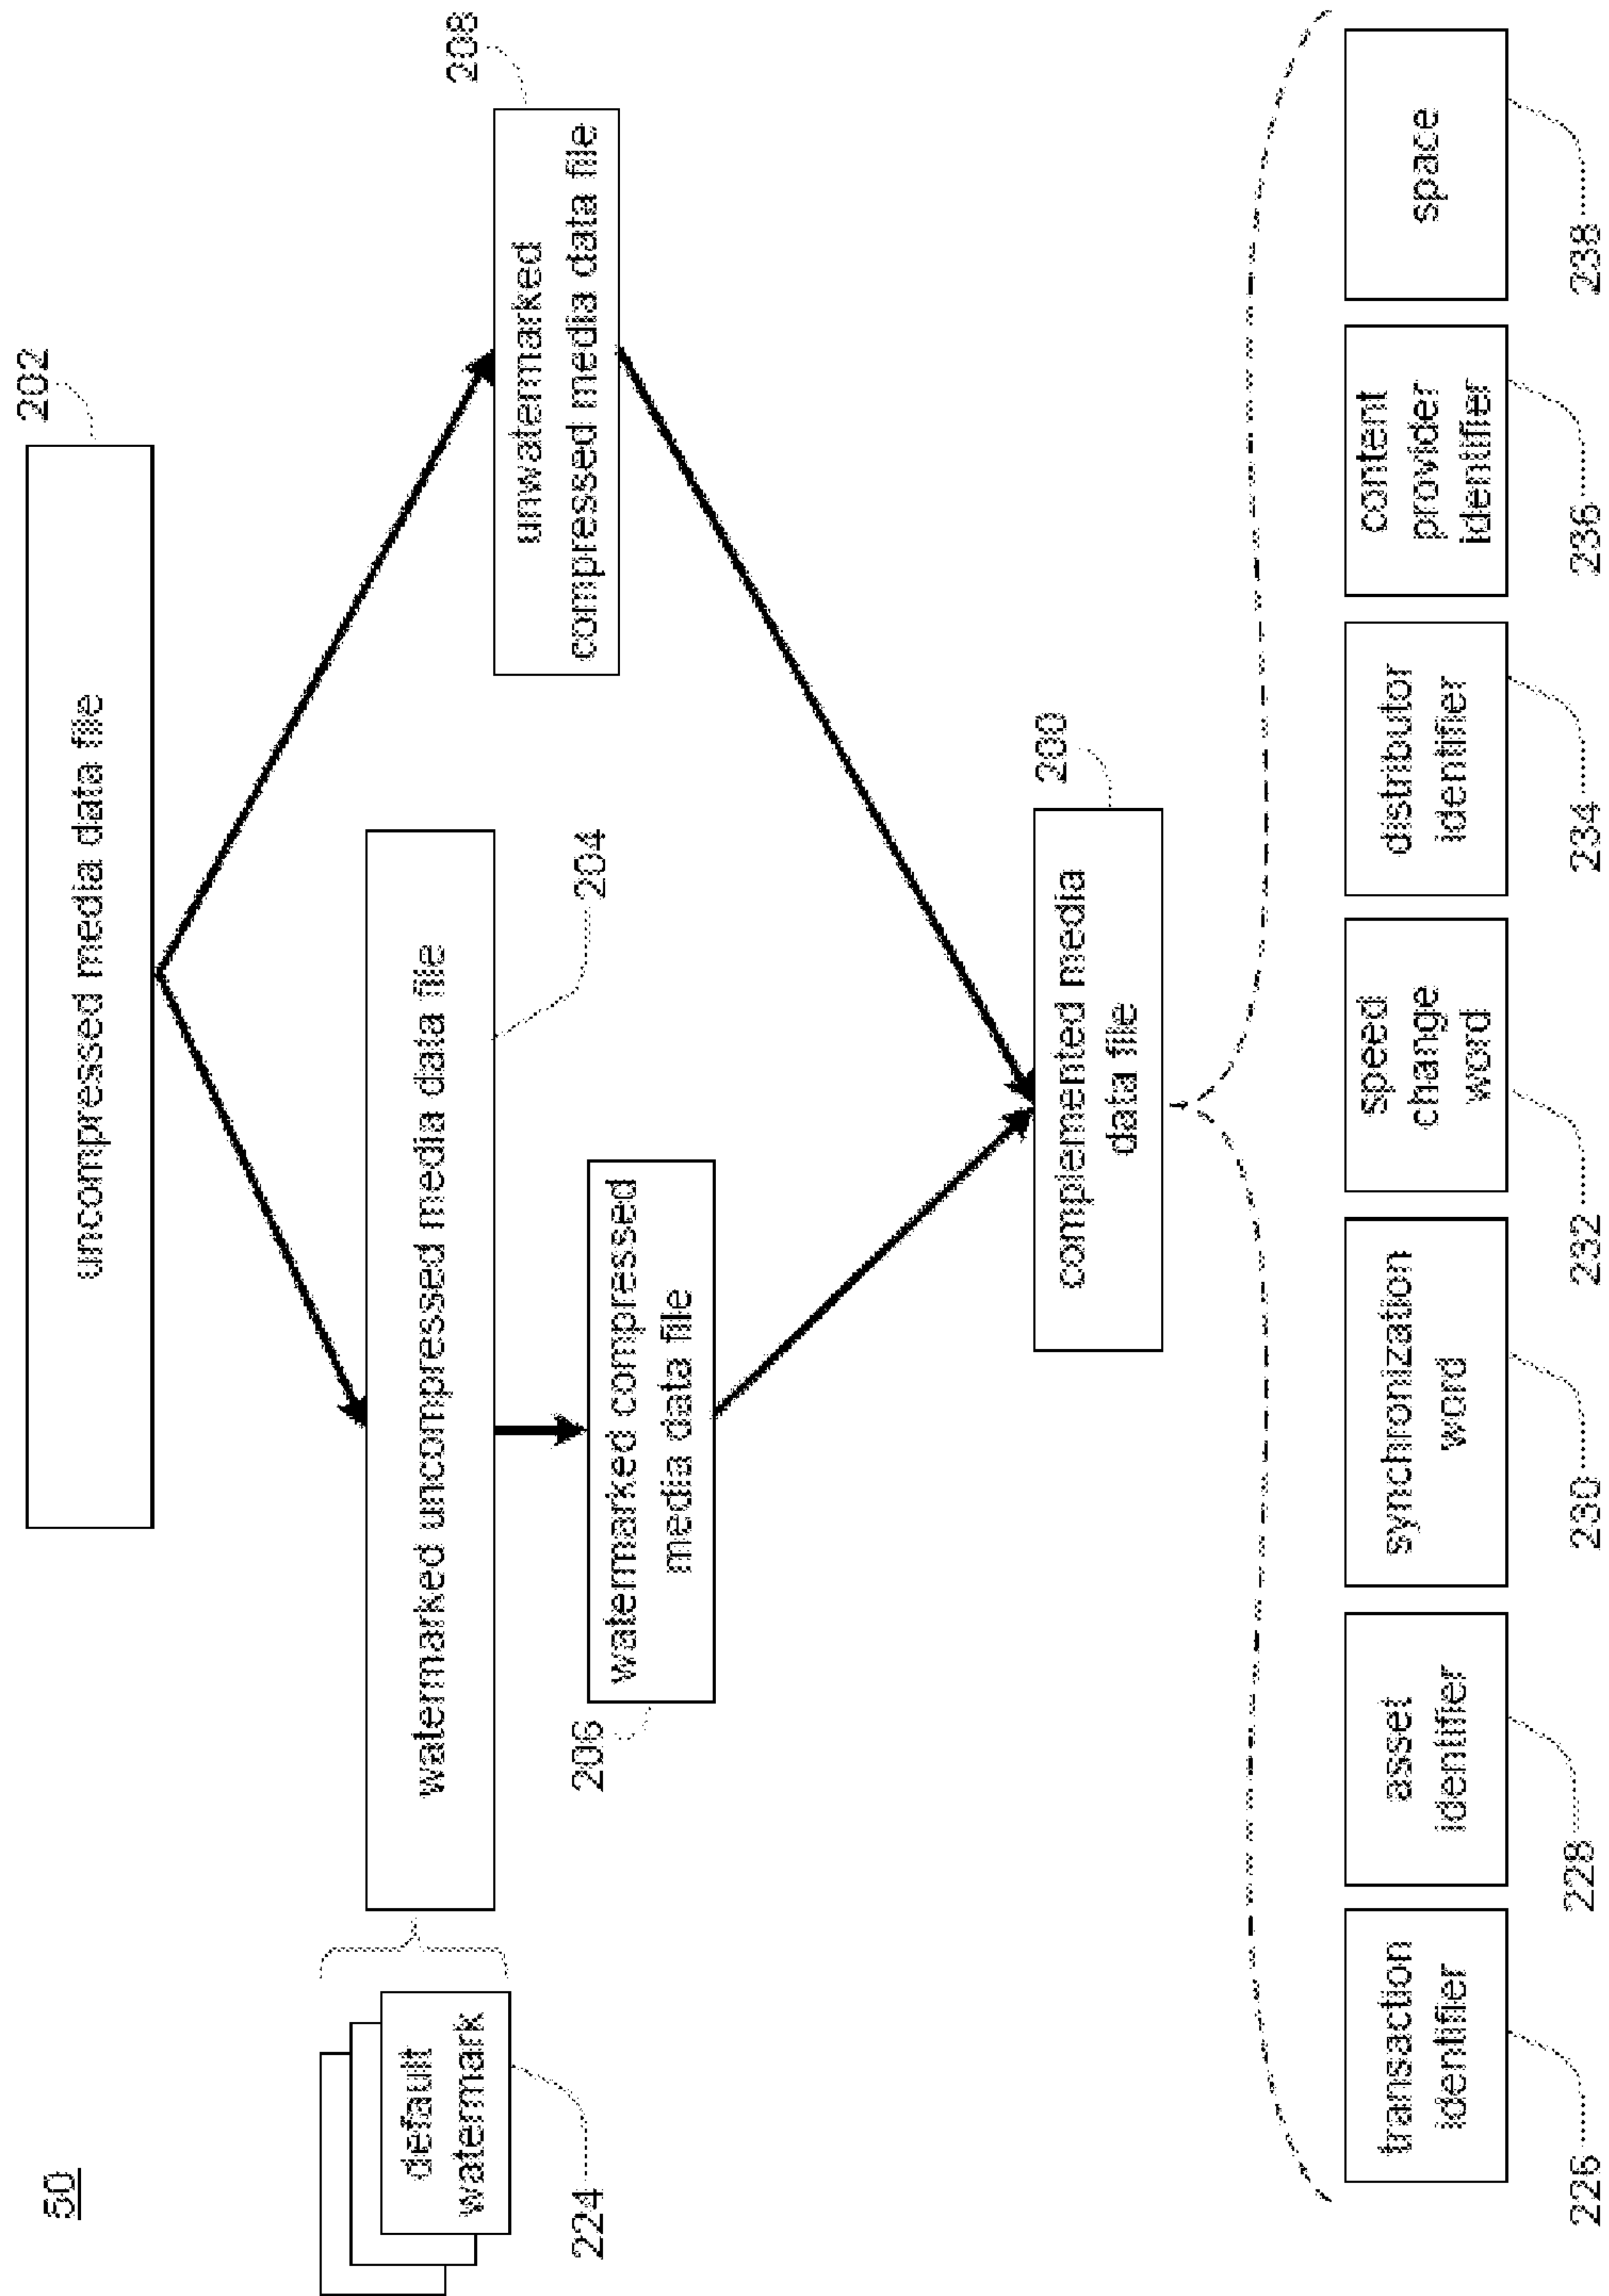 50
202
uncompressed media data file
208
unwatermarked
compressed media data file
204
watermarked uncompressed media data file
default
watermark
224
206
watermarked compressed
media data file
200
complemented media
data file
transaction
identifier
asset
identifier
synchronization
word
speed
change
word
distributor
identifier
content
provider
identifier
space
226
228
230
232
234
236
238